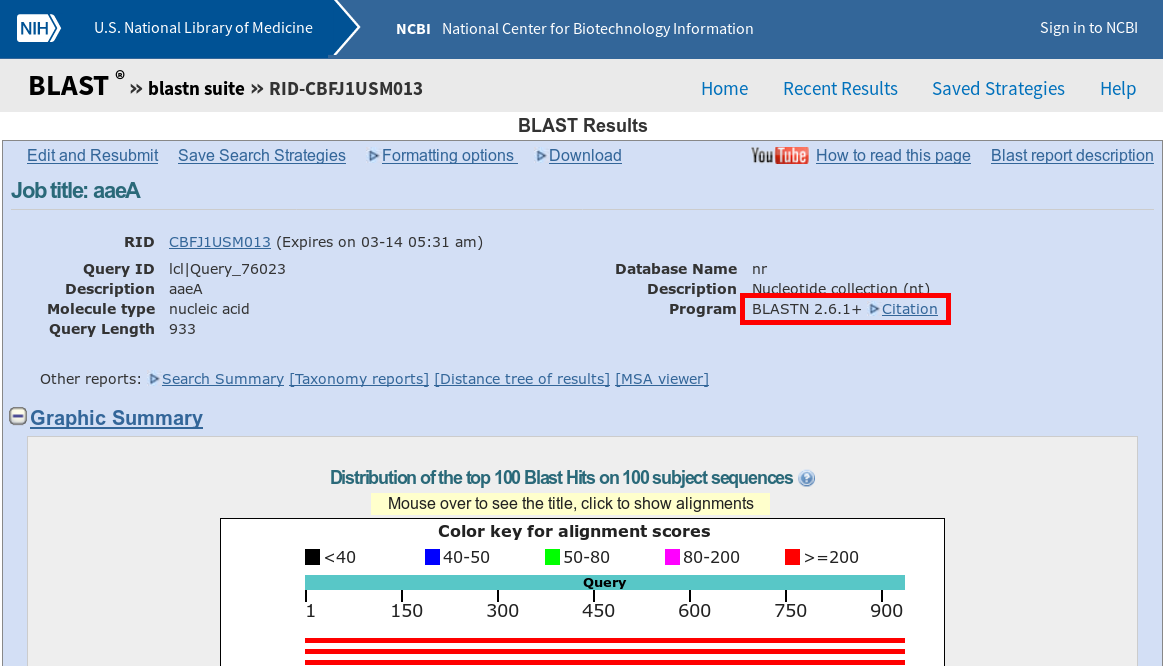 NIH U.S. National Library of Medicine NCBI National Center for Biotechnology Information Sign in to NCBI
BLAST ® » blastn suite » RID-CBFJ1USM013 Home Recent Results Saved Strategies Help
BLAST Results
Edit and Resubmit Save Search Strategies Formatting options Download YouTube How to read this page Blast report description
Job title: aaeA
RID CBFJ1USM013 (Expires on 03-14 05:31 am)
Query ID lcl|Query_76023 Database Name nr
Description aaeA Description Nucleotide collection (nt)
Molecule type nucleic acid Program BLASTN 2.6.1+ Citation
Query Length 933
Other reports: Search Summary [Taxonomy reports] [Distance tree of results] [MSA viewer]
Graphic Summary
Distribution of the top 100 Blast Hits on 100 subject sequences ?
Mouse over to see the title, click to show alignments
Color key for alignment scores
<40 40-50 50-80 80-200 >=200
Query
1 150 300 450 600 750 900